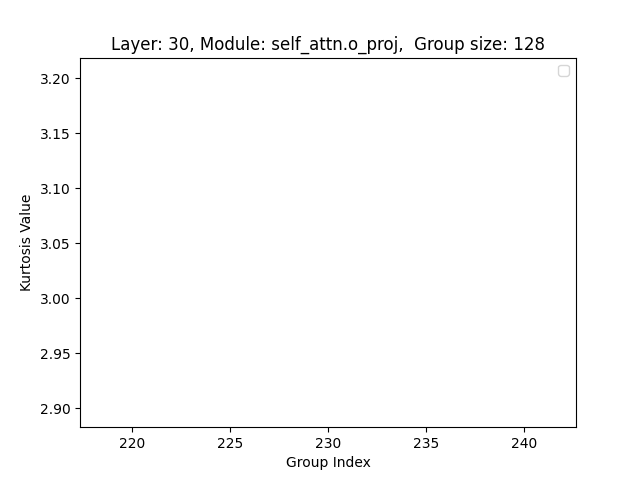 Layer: 30, Module: self_attn.o_proj,  Group size: 128
3.20
3.15
3.10
3.05
3.00
2.95
2.90
Kurtosis Value
220 225 230 235 240
Group Index